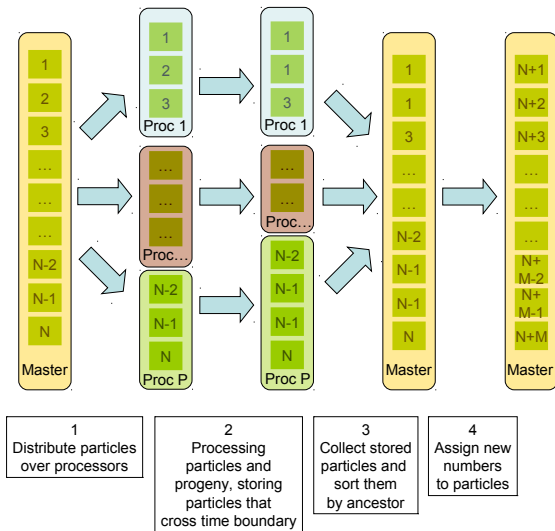 1
2
3
...
...
...
N-2
N-1
N
Master
1
2
3
Proc 1
...
...
...
Proc...
N-2
N-1
N
Proc P
1
1
3
Proc 1
...
...
Proc...
N-2
N-1
N-1
N
Proc P
1
1
3
...
...
...
N-2
N-1
N-1
N
Master
N+1
N+2
N+3
...
...
...
N+
M-2
N+
M-1
N+M
Master
1
Distribute particles
over processors
2
Processing
particles and
progeny, storing
particles that
cross time boundary
3
Collect stored
particles and
sort them
by ancestor
4
Assign new
numbers
to particles